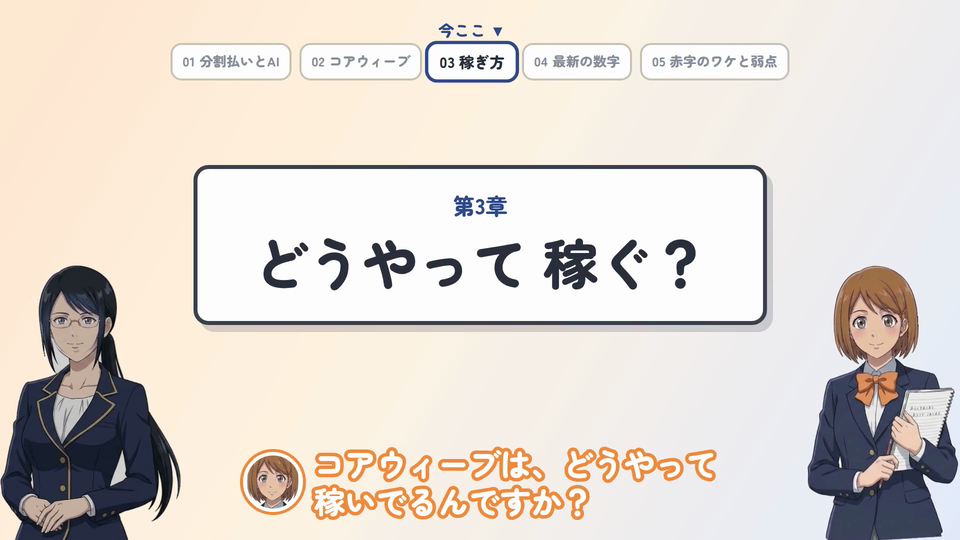 今ここ ▼
01 分割払いとAI
02 コアウィーブ
03 稼ぎ方
04 最新の数字
05 赤字のワケと弱点
第3章
どうやって 稼ぐ？
コアウィーブは、どうやって
稼いでるんですか？